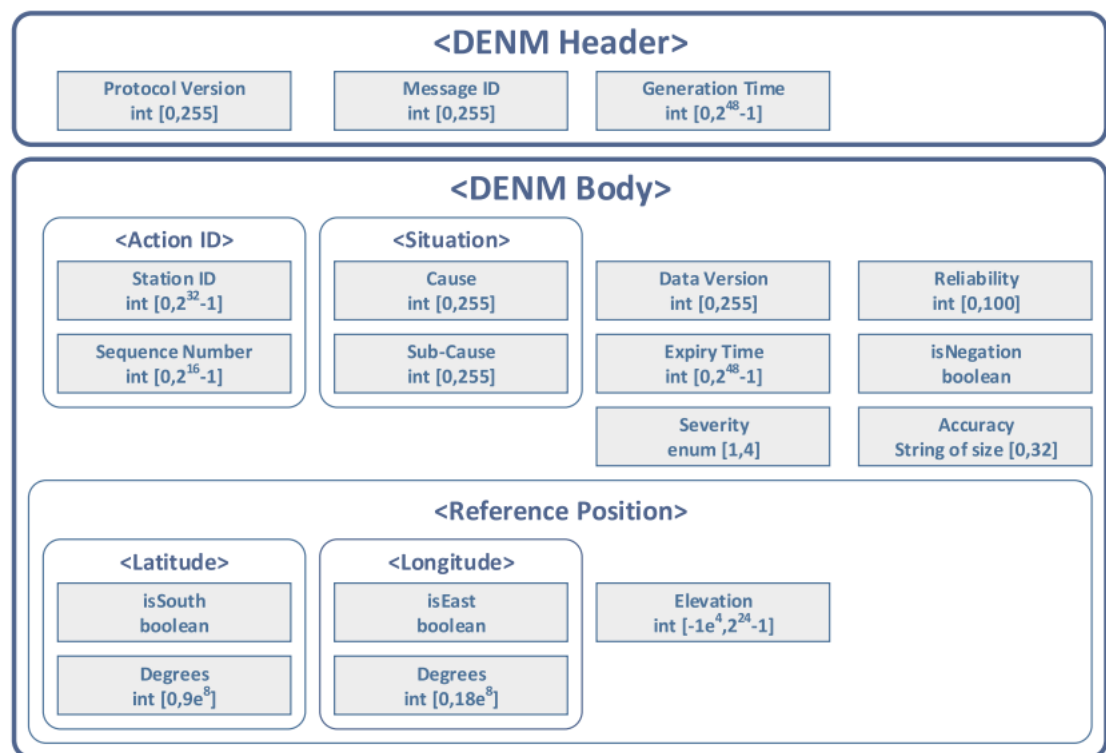 <DENM Header>
Protocol Version
int [0,255]
Message ID
int [0,255]
Generation Time
int [0,2^48-1]
<DENM Body>
<Action ID>
Station ID
int [0,2^32-1]
Sequence Number
int [0,2^16-1]
<Situation>
Cause
int [0,255]
Sub-Cause
int [0,255]
Data Version
int [0,255]
Expiry Time
int [0,2^48-1]
Severity
enum [1,4]
Reliability
int [0,100]
isNegation
boolean
Accuracy
String of size [0,32]
<Reference Position>
<Latitude>
isSouth
boolean
Degrees
int [0,9e^8]
<Longitude>
isEast
boolean
Degrees
int [0,18e^8]
Elevation
int [-1e^4,2^24-1]